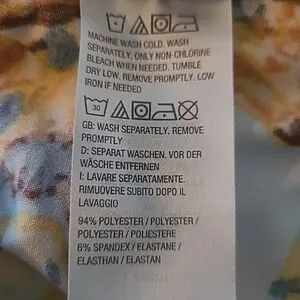 MACHINE WASH COLD. WASH
SEPARATELY. ONLY NON-CHLORINE
BLEACH WHEN NEEDED. TUMBLE
DRY LOW. REMOVE PROMPTLY. LOW
IRON IF NEEDED
30
GB: WASH SEPARATELY. REMOVE
PROMPTLY
D: SEPARAT WASCHEN. VOR DER
WÄSCHE ENTFERNEN
I: LAVARE SEPARATAMENTE.
RIMUOVERE SUBITO DOPO IL
LAVAGGIO
94% POLYESTER / POLYESTER /
POLIESTERE
6% SPANDEX / ELASTANE /
ELASTHAN / ELASTAN